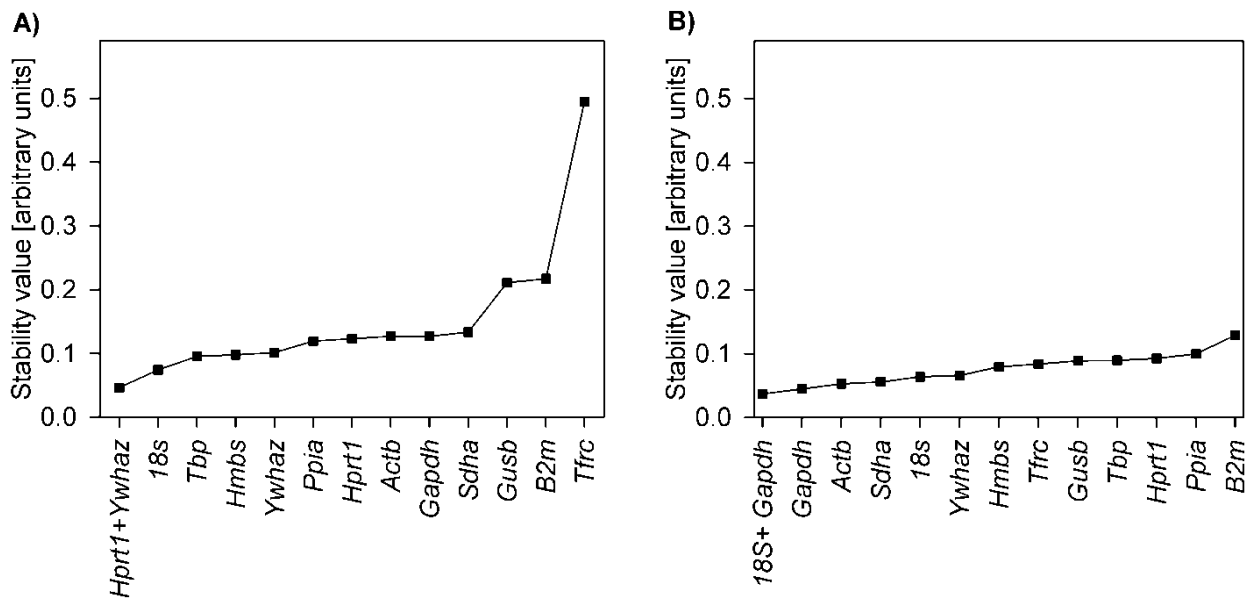 A)
Stability value [arbitrary units]
0.5
0.4
0.3
0.2
0.1
0.0
Hprt1+Ywhaz
18s
Tbp
Hmbs
Ywhaz
Ppia
Hprt1
Actb
Gapdh
Sdha
Gusb
B2m
Tfrc
B)
Stability value [arbitrary units]
0.5
0.4
0.3
0.2
0.1
0.0
18S+ Gapdh
Gapdh
Actb
Sdha
18s
Ywhaz
Hmbs
Tfrc
Gusb
Tbp
Hprt1
Ppia
B2m